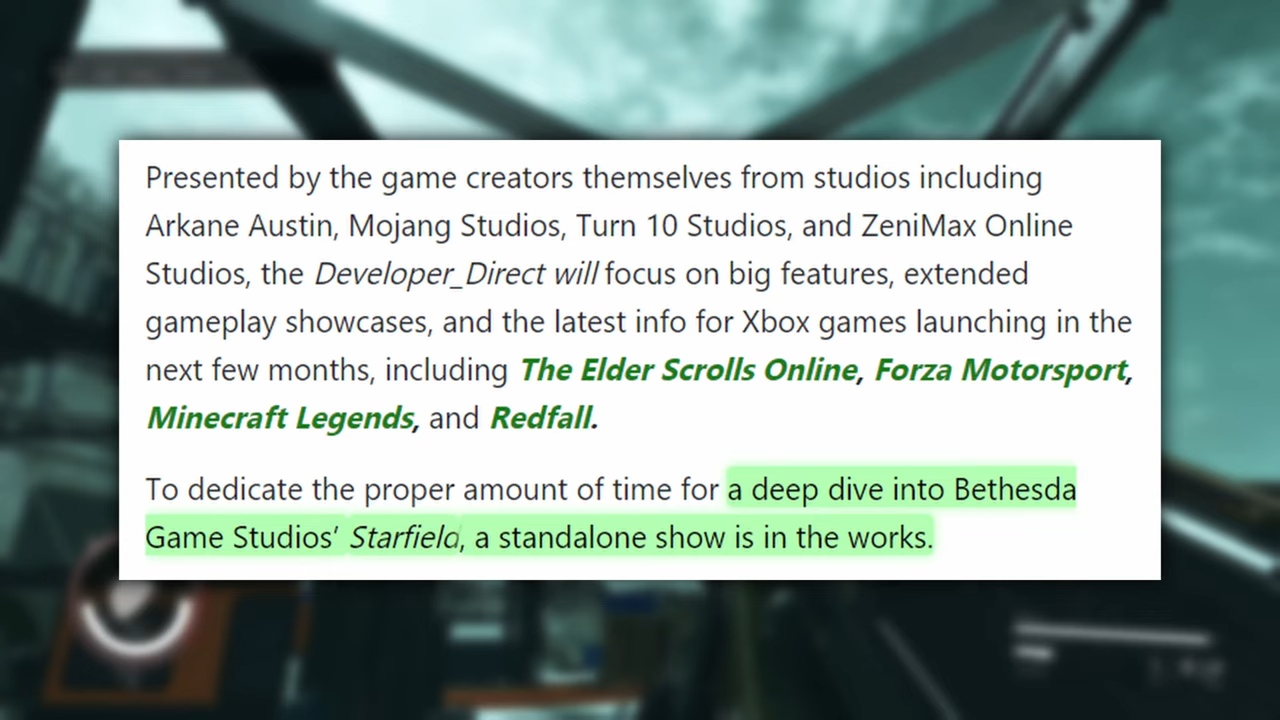 Presented by the game creators themselves from studios including
Arkane Austin, Mojang Studios, Turn 10 Studios, and ZeniMax Online
Studios, the Developer_Direct will focus on big features, extended
gameplay showcases, and the latest info for Xbox games launching in the
next few months, including The Elder Scrolls Online, Forza Motorsport,
Minecraft Legends, and Redfall.
To dedicate the proper amount of time for a deep dive into Bethesda
Game Studios’ Starfield, a standalone show is in the works.